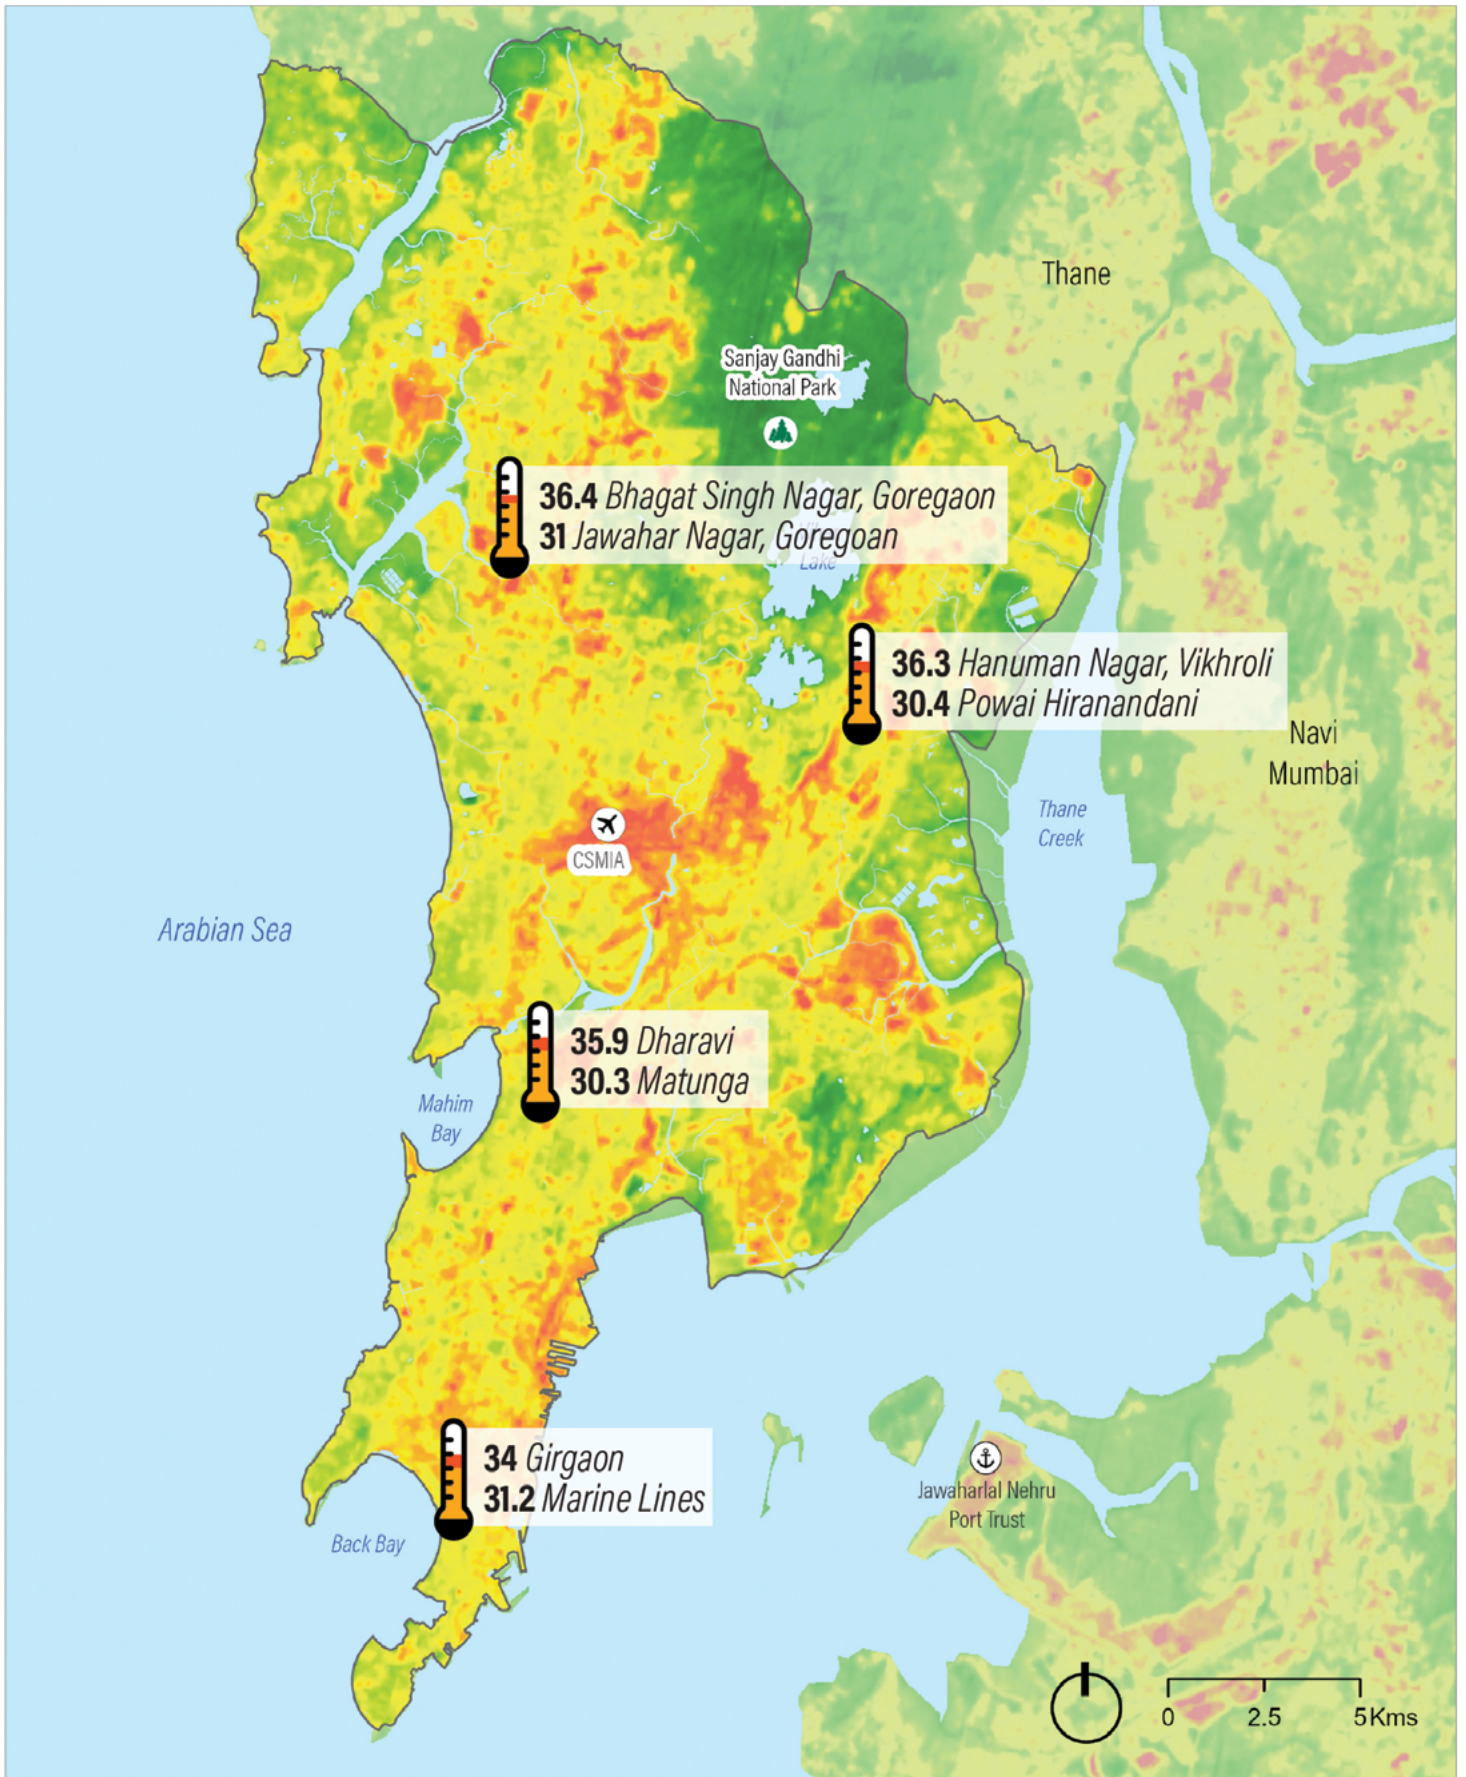 Thane
Sanjay Gandhi
National Park
36.4 Bhagat Singh Nagar, Goregaon
31 Jawahar Nagar, Goregoan
Lake
36.3 Hanuman Nagar, Vikhroli
30.4 Powai Hiranandani
Navi
Mumbai
Thane
Creek
CSMIA
Arabian Sea
35.9 Dharavi
30.3 Matunga
Mahim
Bay
34 Girgaon
31.2 Marine Lines
Jawaharlal Nehru
Port Trust
Back Bay
0 2.5 5Kms